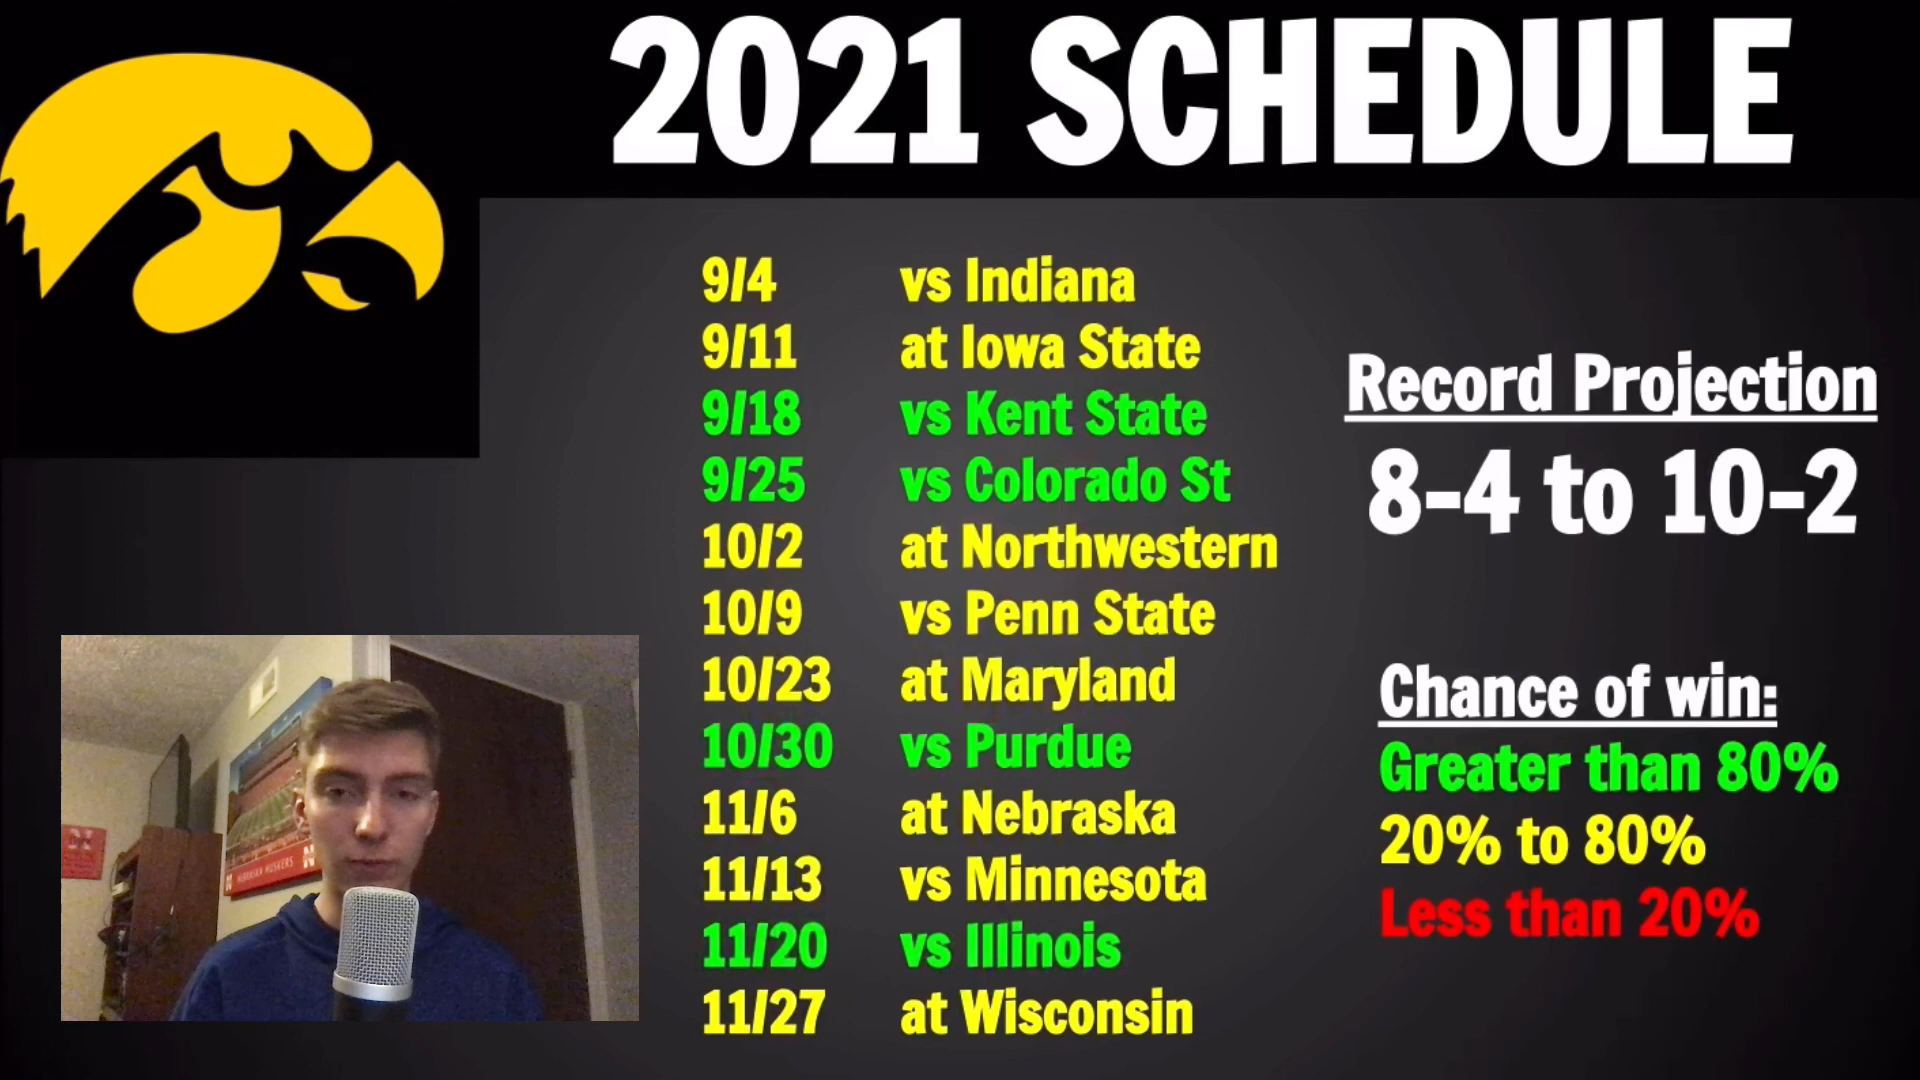 2021 SCHEDULE
9/4 vs Indiana
9/11 at Iowa State
9/18 vs Kent State
9/25 vs Colorado St
10/2 at Northwestern
10/9 vs Penn State
10/23 at Maryland
10/30 vs Purdue
11/6 at Nebraska
11/13 vs Minnesota
11/20 vs Illinois
11/27 at Wisconsin
Record Projection
8-4 to 10-2
Chance of win:
Greater than 80%
20% to 80%
Less than 20%
N
N NEBRASKA HUSKERS N